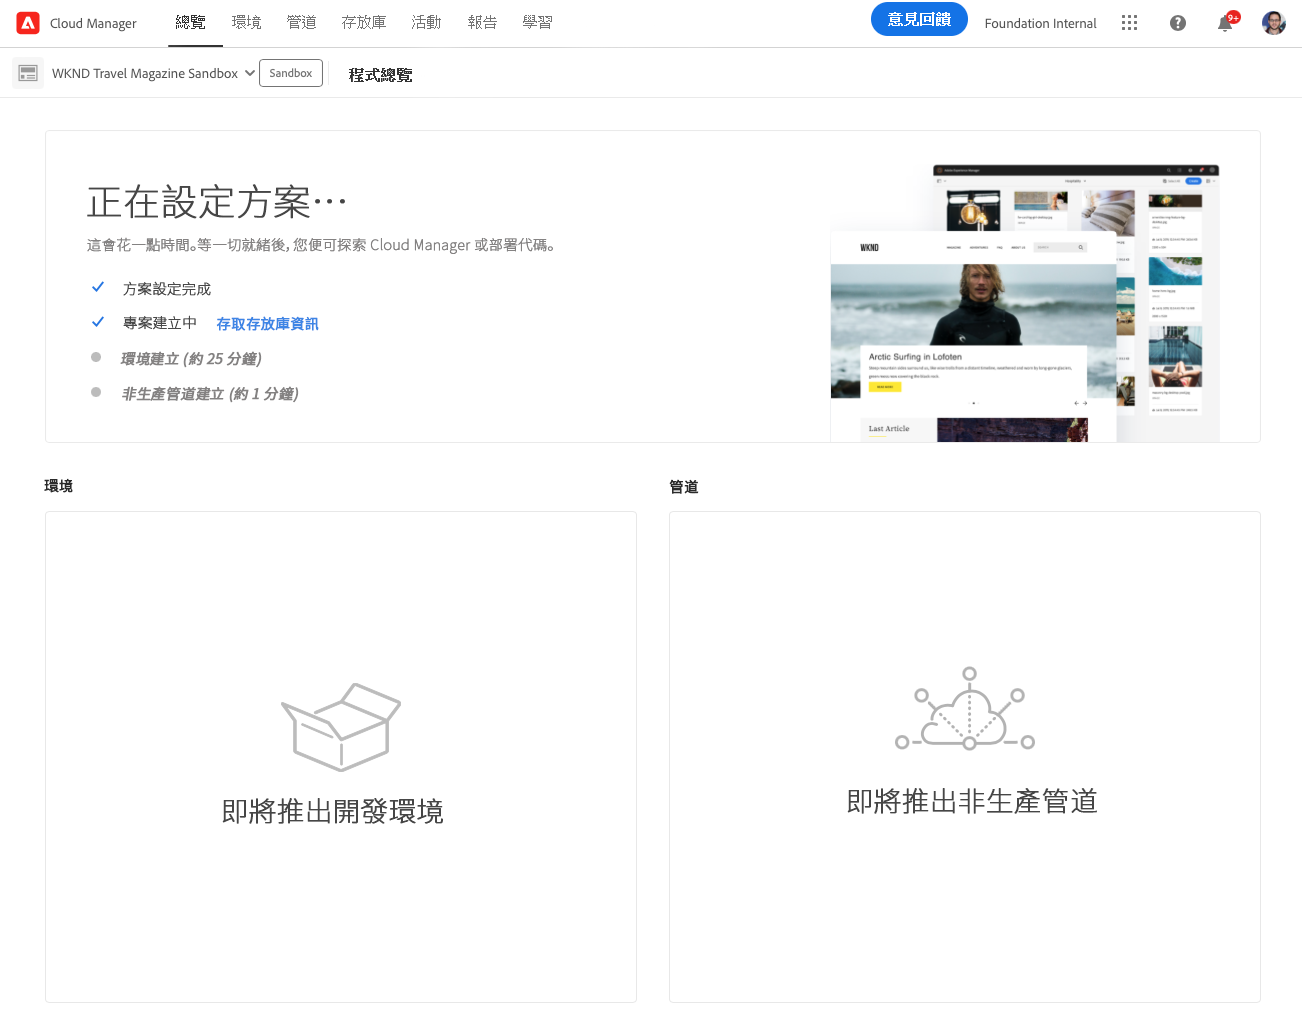 Cloud Manager 總覽 環境 管道 存放庫 活動 報告 學習 意見回饋 Foundation Internal 9+
WKND Travel Magazine Sandbox Sandbox 程式總覽
正在設定方案⋯
這會花一點時間。等一切就緒後, 您便可探索 Cloud Manager 或部署代碼。
方案設定完成
專案建立中 存取存放庫資訊
環境建立 (約 25 分鐘)
非生產管道建立 (約 1 分鐘)
WKND
Arctic Surfing in Lofoten
Last Article
環境
管道
即將推出開發環境
即將推出非生產管道